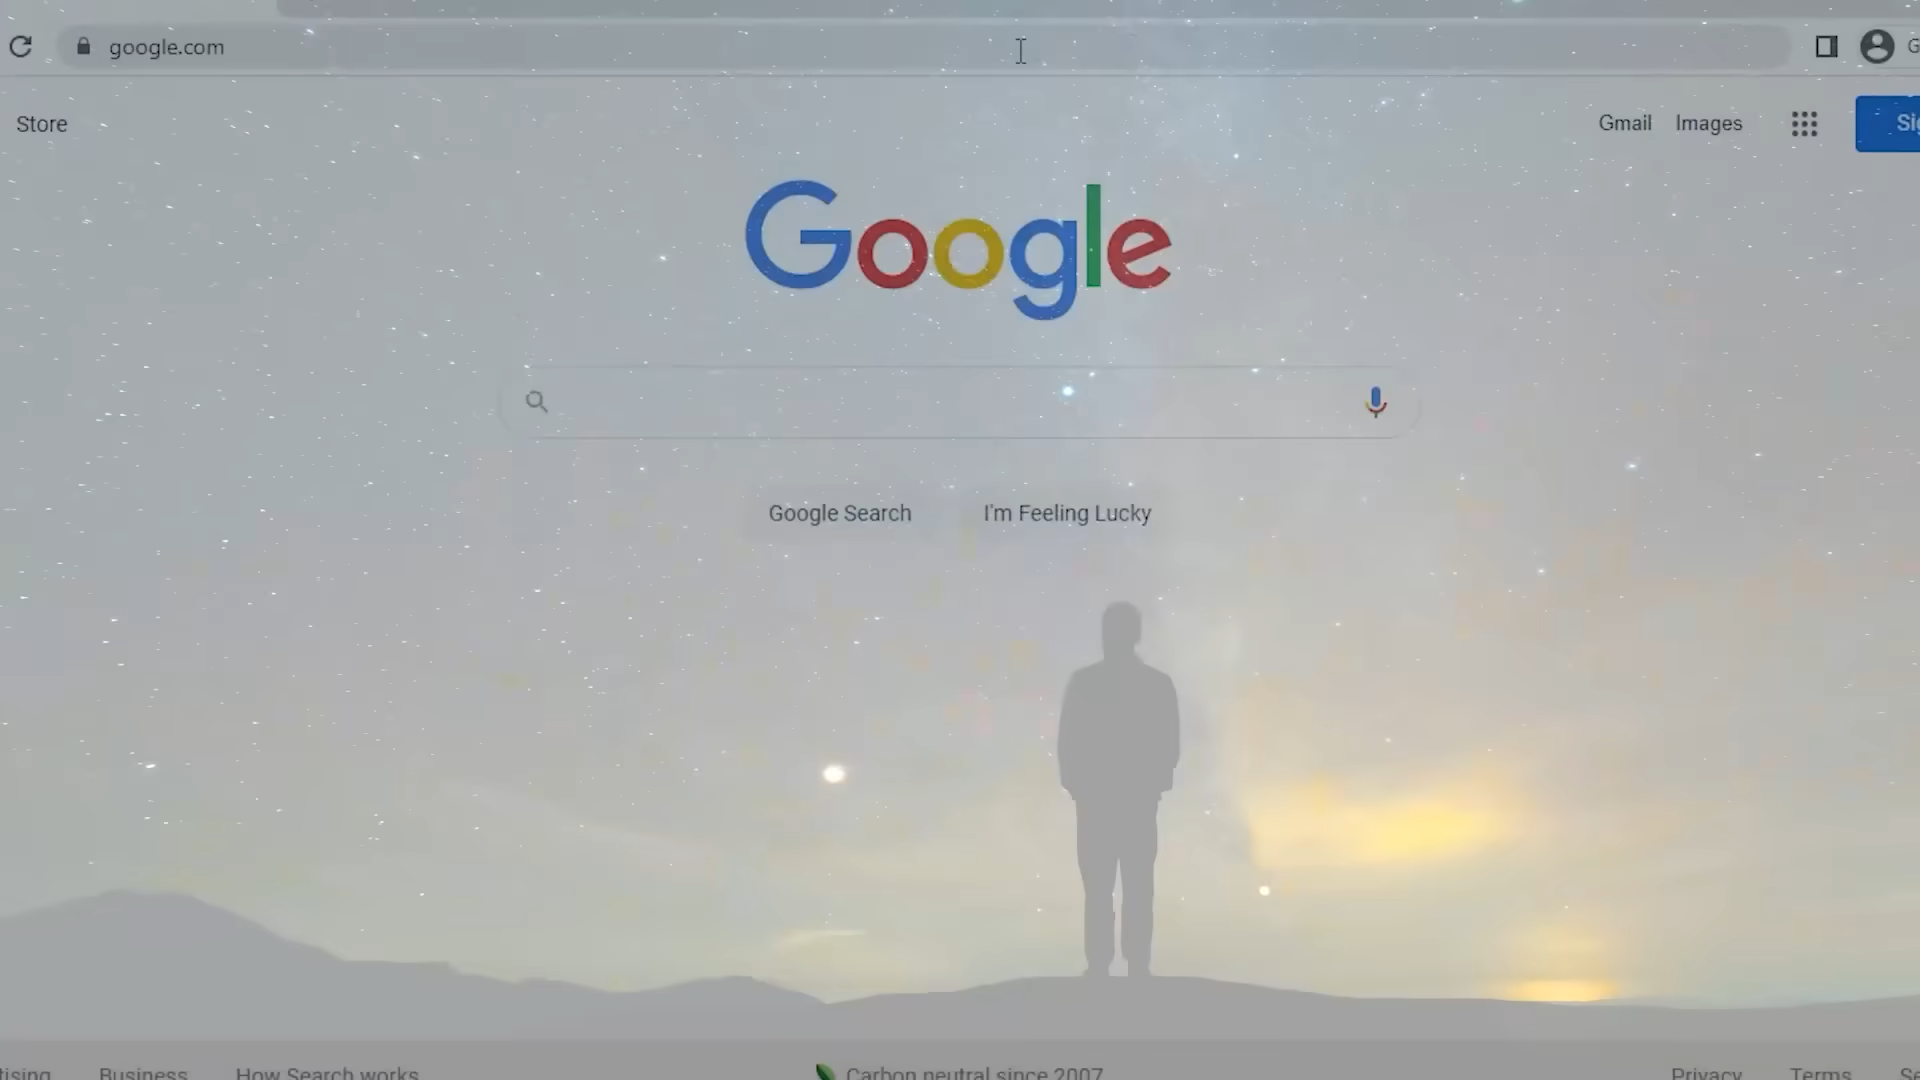 google.com
Store
Gmail Images
Google
Google Search I'm Feeling Lucky
Business How Search works Carbon neutral since 2007 Privacy Terms